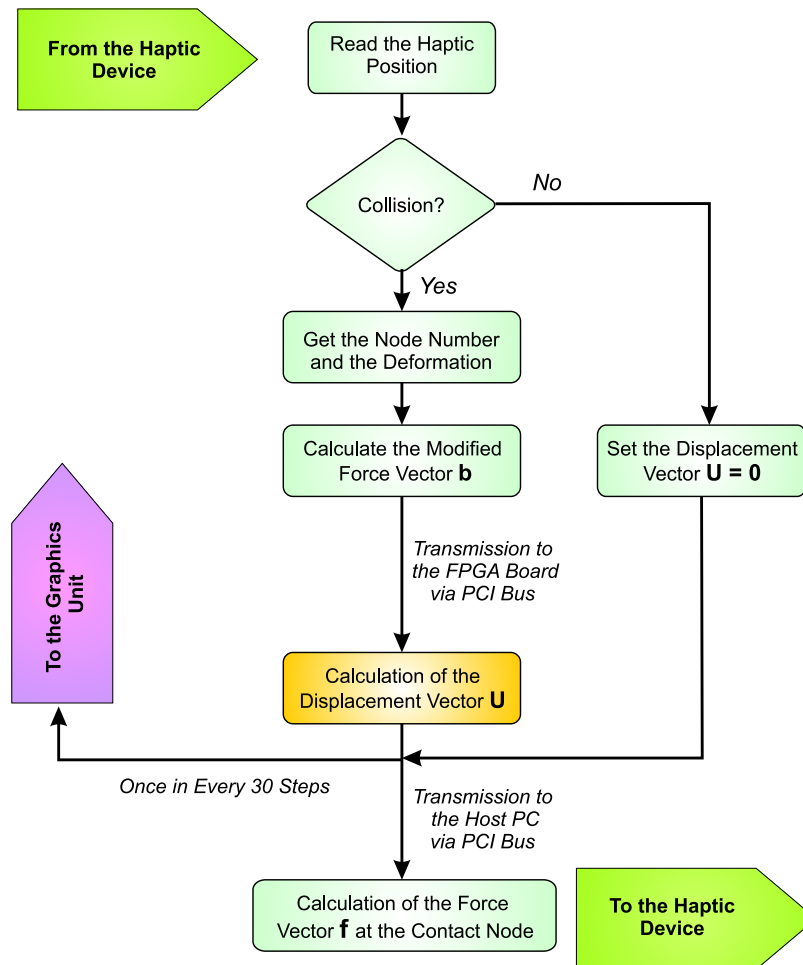 From the Haptic
Device
Read the Haptic
Position
Collision?
No
Yes
Get the Node Number
and the Deformation
Calculate the Modified
Force Vector b
Set the Displacement
Vector U = 0
Transmission to
the FPGA Board
via PCI Bus
To the Graphics
Unit
Calculation of the
Displacement Vector U
Once in Every 30 Steps
Transmission to
the Host PC
via PCI Bus
Calculation of the Force
Vector f at the Contact Node
To the Haptic
Device